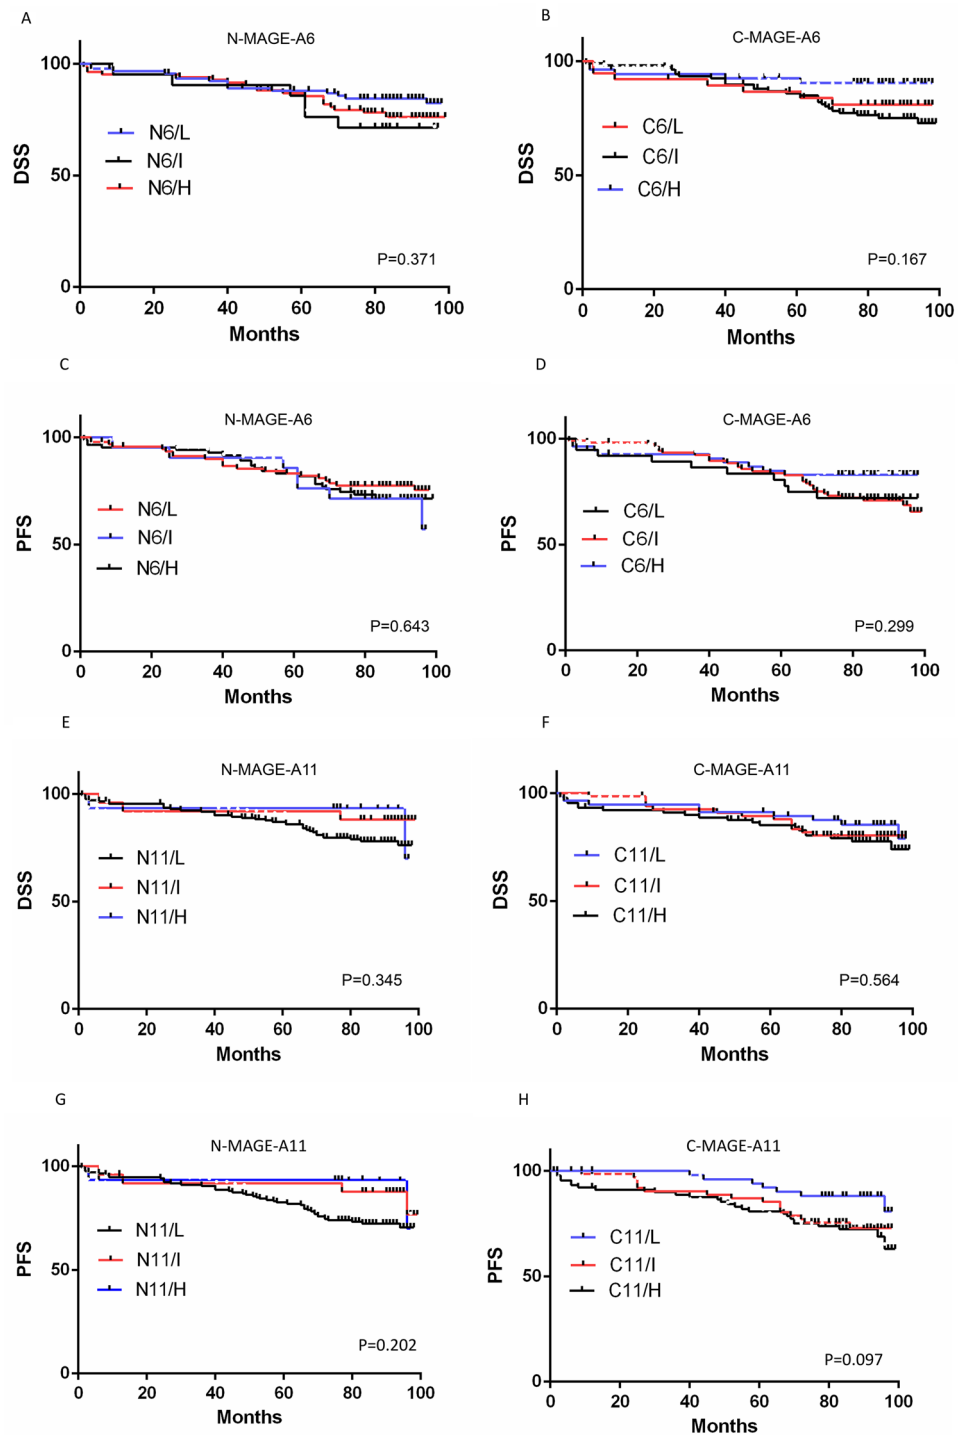 A
N-MAGE-A6
100
50
0
DSS
N6/L
N6/I
N6/H
P=0.371
0 20 40 60 80 100
Months
B
C-MAGE-A6
100
50
0
DSS
C6/L
C6/I
C6/H
P=0.167
0 20 40 60 80 100
Months
C
N-MAGE-A6
100
50
0
PFS
N6/L
N6/I
N6/H
P=0.643
0 20 40 60 80 100
Months
D
C-MAGE-A6
100
50
0
PFS
C6/L
C6/I
C6/H
P=0.299
0 20 40 60 80 100
Months
E
N-MAGE-A11
100
50
0
DSS
N11/L
N11/I
N11/H
P=0.345
0 20 40 60 80 100
Months
F
C-MAGE-A11
100
50
0
DSS
C11/L
C11/I
C11/H
P=0.564
0 20 40 60 80 100
Months
G
N-MAGE-A11
100
50
0
PFS
N11/L
N11/I
N11/H
P=0.202
0 20 40 60 80 100
Months
H
C-MAGE-A11
100
50
0
PFS
C11/L
C11/I
C11/H
P=0.097
0 20 40 60 80 100
Months